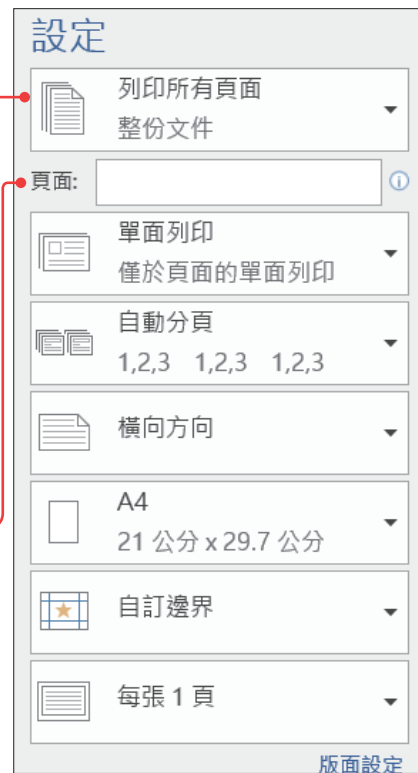 設定
列印所有頁面
整份文件
頁面:
單面列印
僅於頁面的單面列印
自動分頁
1,2,3 1,2,3 1,2,3
橫向方向
A4
21 公分 x 29.7 公分
自訂邊界
每張 1 頁
版面設定